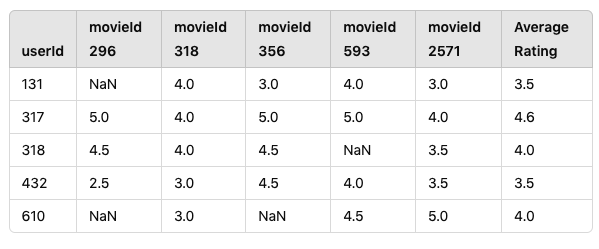 userId movieId 296 movieId 318 movieId 356 movieId 593 movieId 2571 Average Rating
131 NaN 4.0 3.0 4.0 3.0 3.5
317 5.0 4.0 5.0 5.0 4.0 4.6
318 4.5 4.0 4.5 NaN 3.5 4.0
432 2.5 3.0 4.5 4.0 3.5 3.5
610 NaN 3.0 NaN 4.5 5.0 4.0